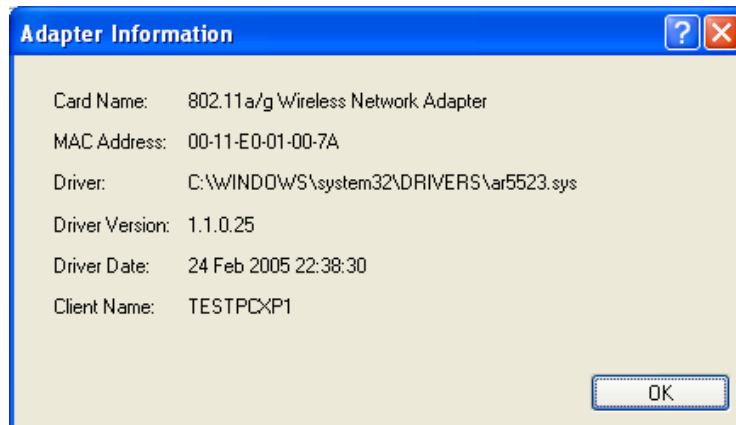 Adapter Information
Card Name: 802.11a/g Wireless Network Adapter
MAC Address: 00-11-E0-01-00-7A
Driver: C:\WINDOWS\system32\DRIVERS\ar5523.sys
Driver Version: 1.1.0.25
Driver Date: 24 Feb 2005 22:38:30
Client Name: TESTPCXP1
OK